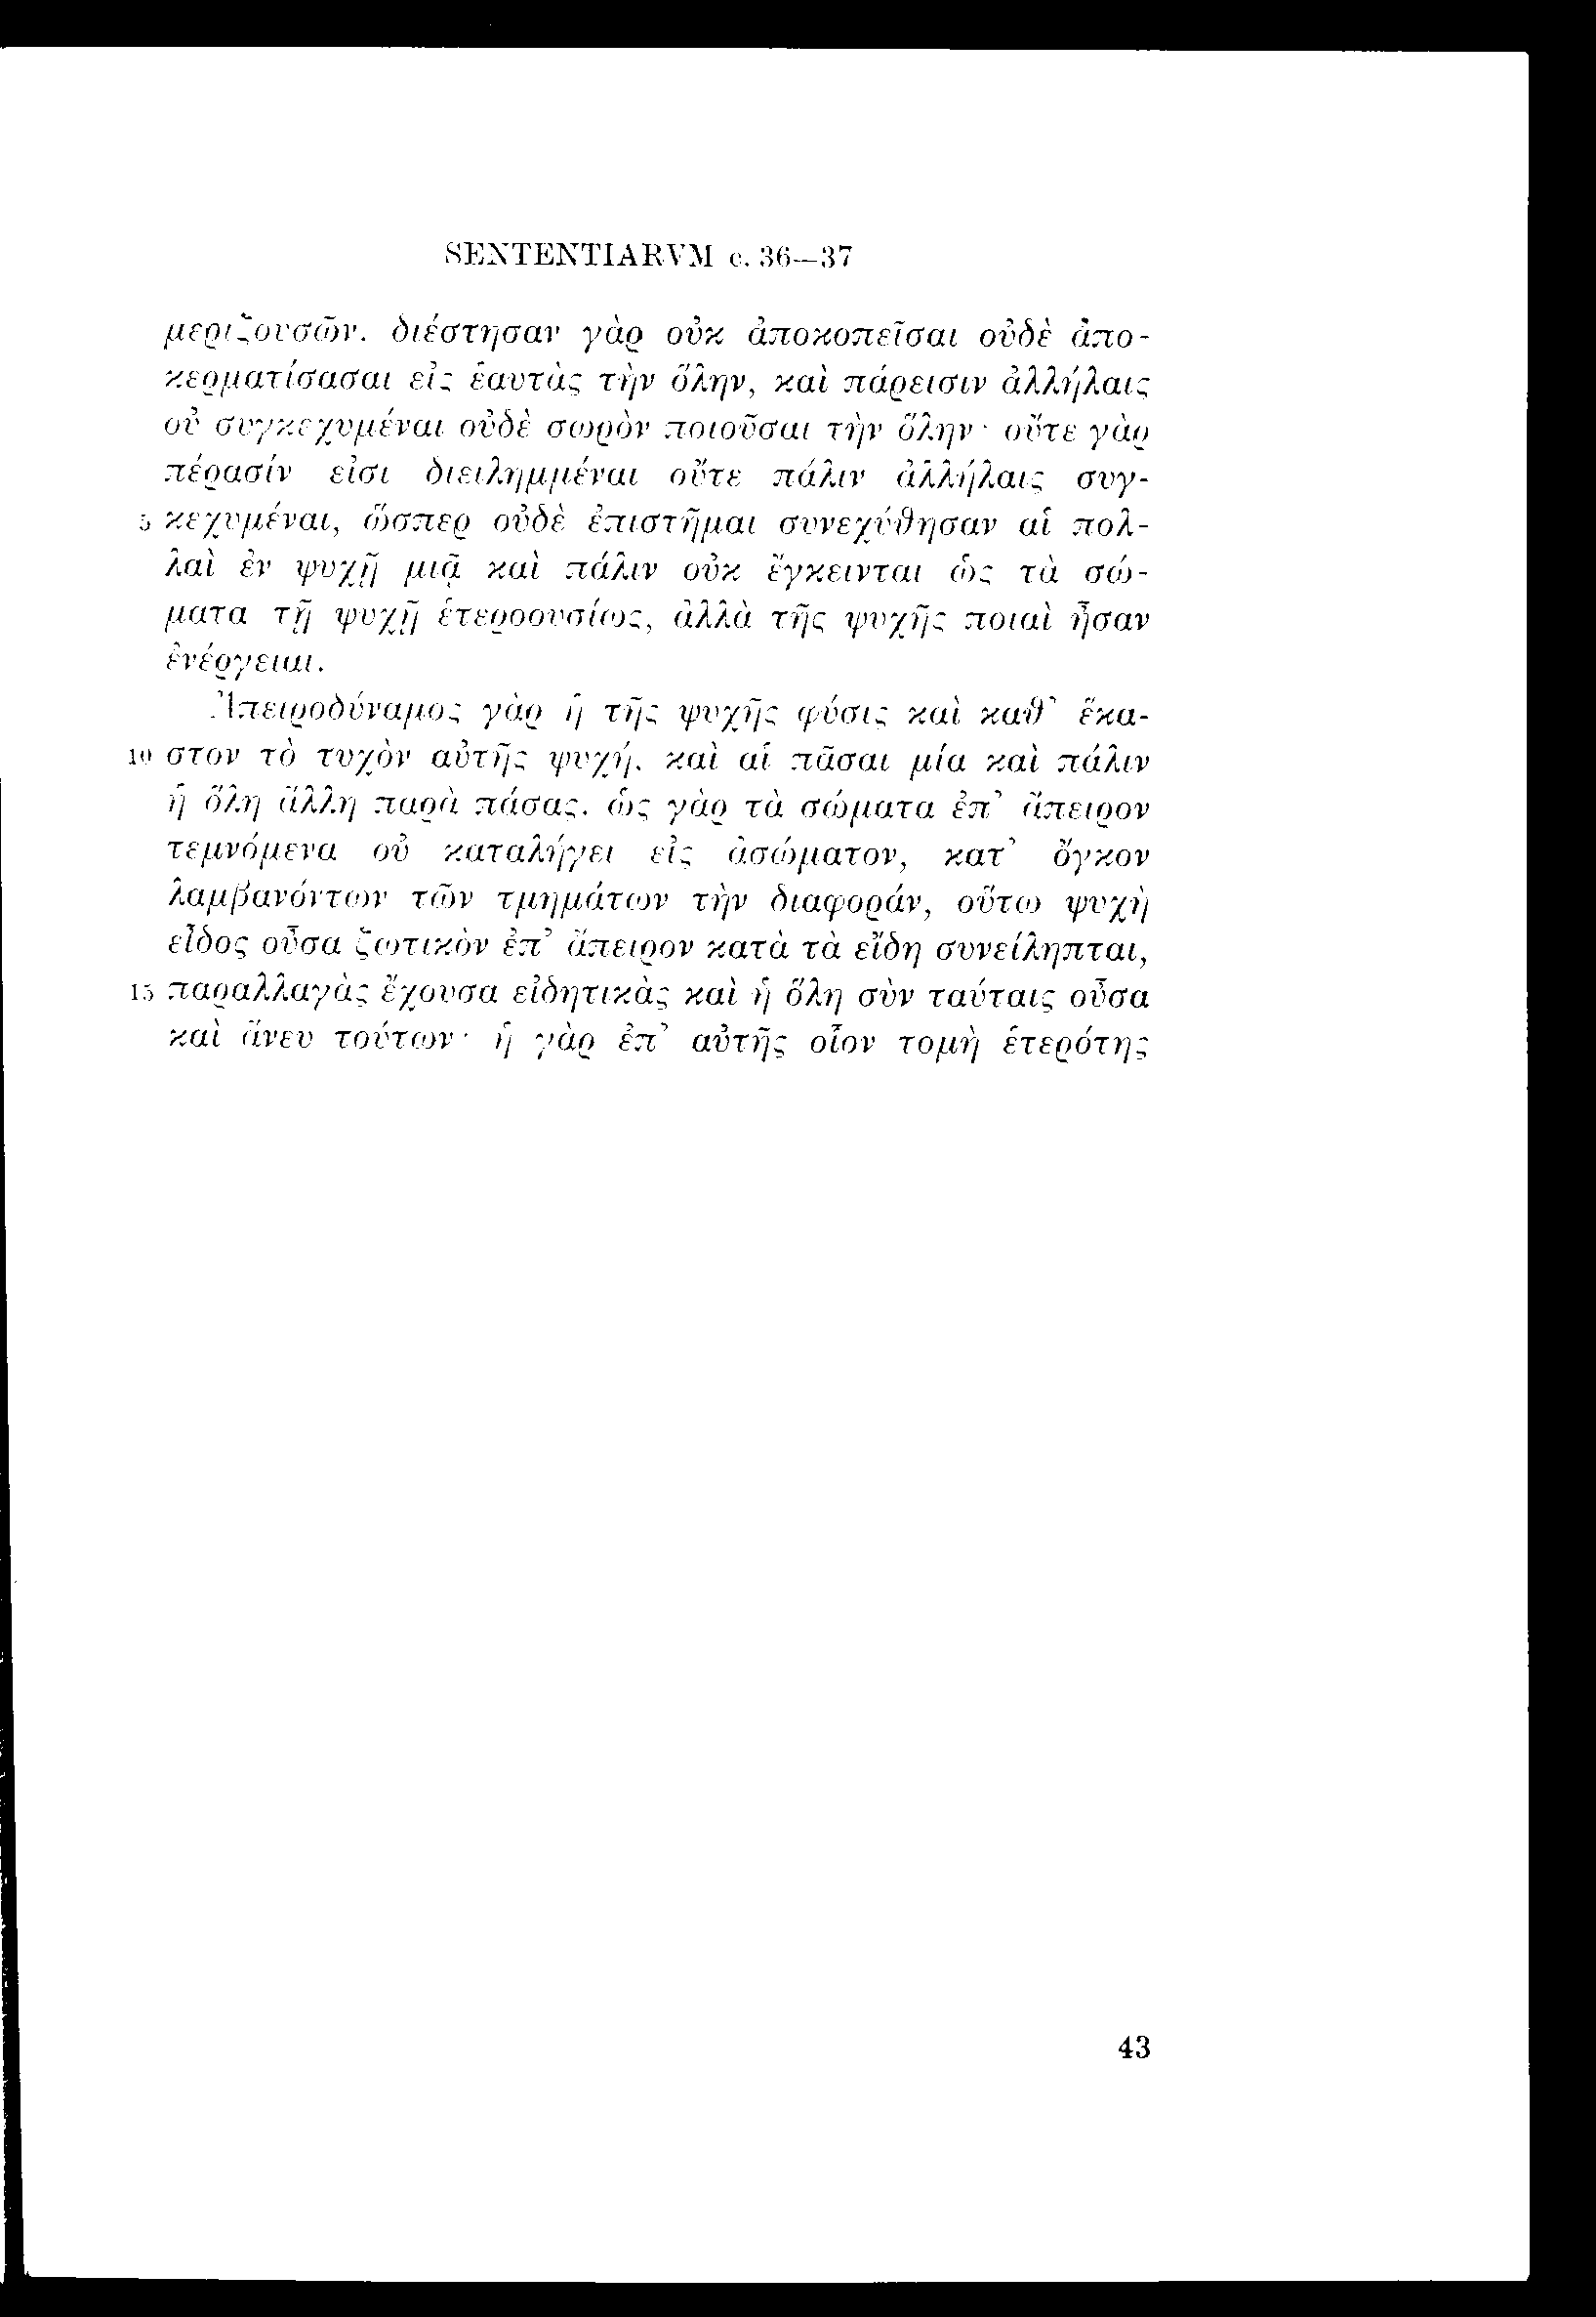 SENTENTIARVM c. 36—37
μεριζουσῶν. διέστησαν γὰρ οὐκ ἀποκοπεῖσαι οὐδὲ ἀπο-
κερματίσασαι εἰς ἑαυτὰς τὴν ὅλην, καὶ πάρεισιν ἀλλήλαις
οὐ συγκεχυμέναι οὐδὲ σωρὸν ποιοῦσαι τὴν ὅλην· οὔτε γὰρ
πέρασίν εἰσι διειλημμέναι οὔτε πάλιν ἀλλήλαις συγ-
5 κεχυμέναι, ὥσπερ οὐδὲ ἐπιστῆμαι συνεχύθησαν αἱ πολ-
λαὶ ἐν ψυχῇ μιᾷ καὶ πάλιν οὐκ ἔγκεινται ὡς τὰ σώ-
ματα τῇ ψυχῇ ἑτεροουσίως, ἀλλὰ τῆς ψυχῆς ποιαὶ ἦσαν
ἐνέργειαι.
Ἀπειροδύναμος γὰρ ἡ τῆς ψυχῆς φύσις καὶ καθ’ ἕκα-
10 στον τὸ τυχὸν αὐτῆς ψυχή, καὶ αἱ πᾶσαι μία καὶ πάλιν
ἡ ὅλη ἄλλη παρὰ πάσας. ὡς γὰρ τὰ σώματα ἐπ’ ἄπειρον
τεμνόμενα οὐ καταλήγει εἰς ἀσώματον, κατ’ ὄγκον
λαμβανόντων τῶν τμημάτων τὴν διαφοράν, οὕτω ψυχὴ
εἶδος οὖσα ζωτικὸν ἐπ’ ἄπειρον κατὰ τὰ εἴδη συνείληπται,
15 παραλλαγὰς ἔχουσα εἰδητικὰς καὶ ἡ ὅλη σὺν ταύταις οὖσα
καὶ ἄνευ τούτων· ἡ γὰρ ἐπ’ αὐτῆς οἷον τομὴ ἑτερότης
43